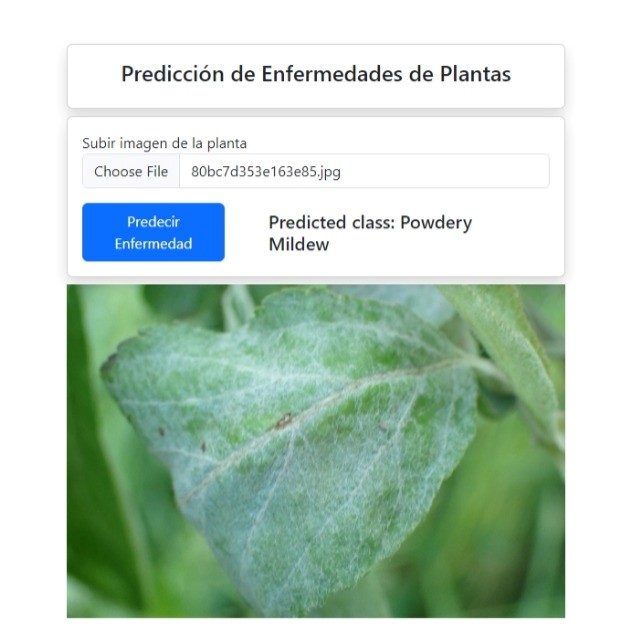 Predicción de Enfermedades de Plantas
Subir imagen de la planta
Choose File 80bc7d353e163e85.jpg
Predecir
Enfermedad
Predicted class: Powdery
Mildew